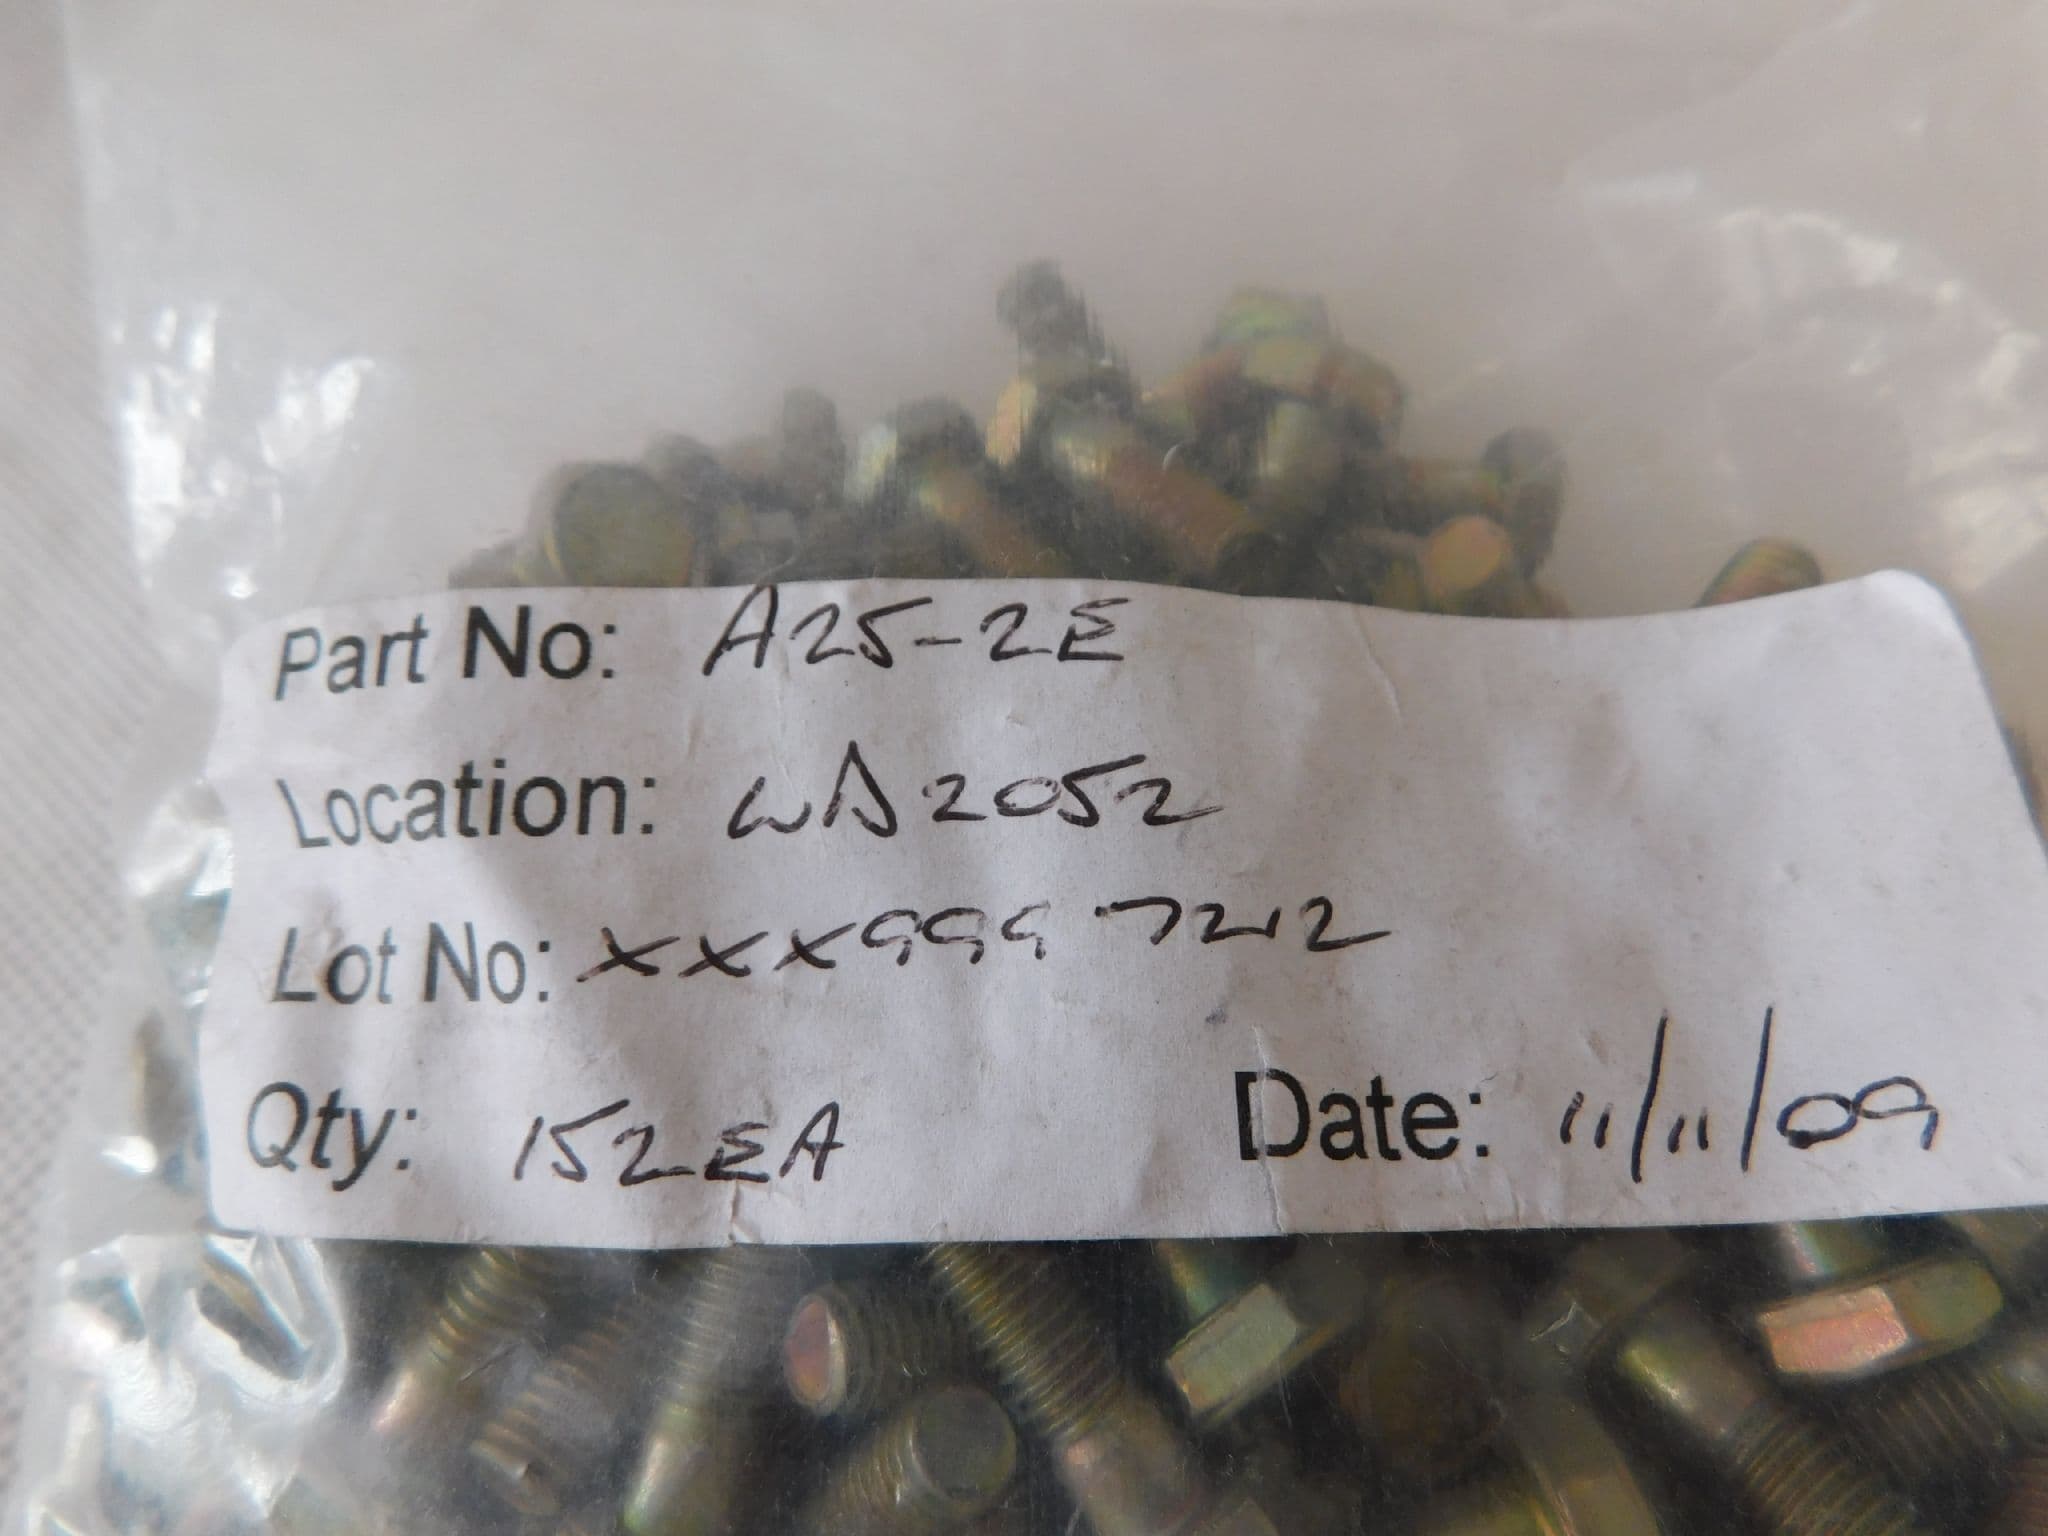 Part No: A25-2E
Location: WA2052
Lot No: XXX9997212
Qty: 152EA Date: 11/11/09